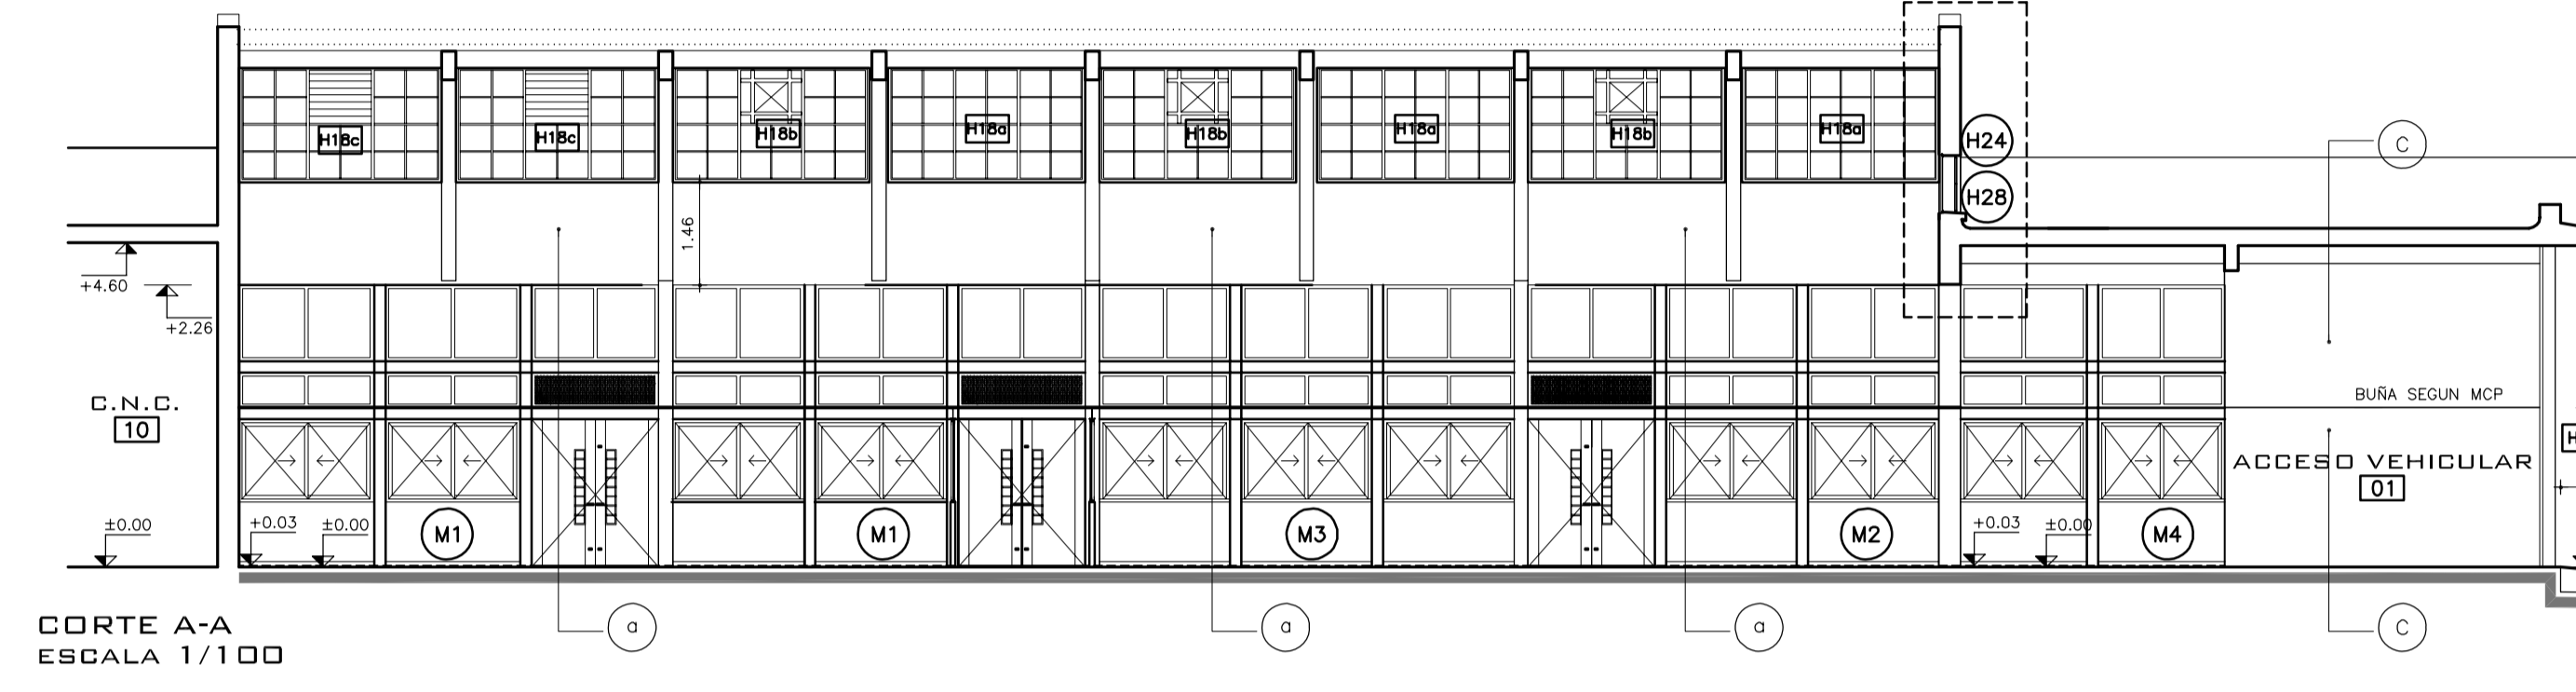 H18c
H18c
H18b
H18a
H18b
H18a
H18b
H18a
H24
H28
C
1.46
+4.60
+2.26
C.N.C.
10
BUÑA SEGUN MCP
ACCESO VEHICULAR
01
±0.00
+0.03
±0.00
M1
M1
M3
M2
+0.03
±0.00
M4
CORTE A-A
ESCALA 1/100
a
a
a
C